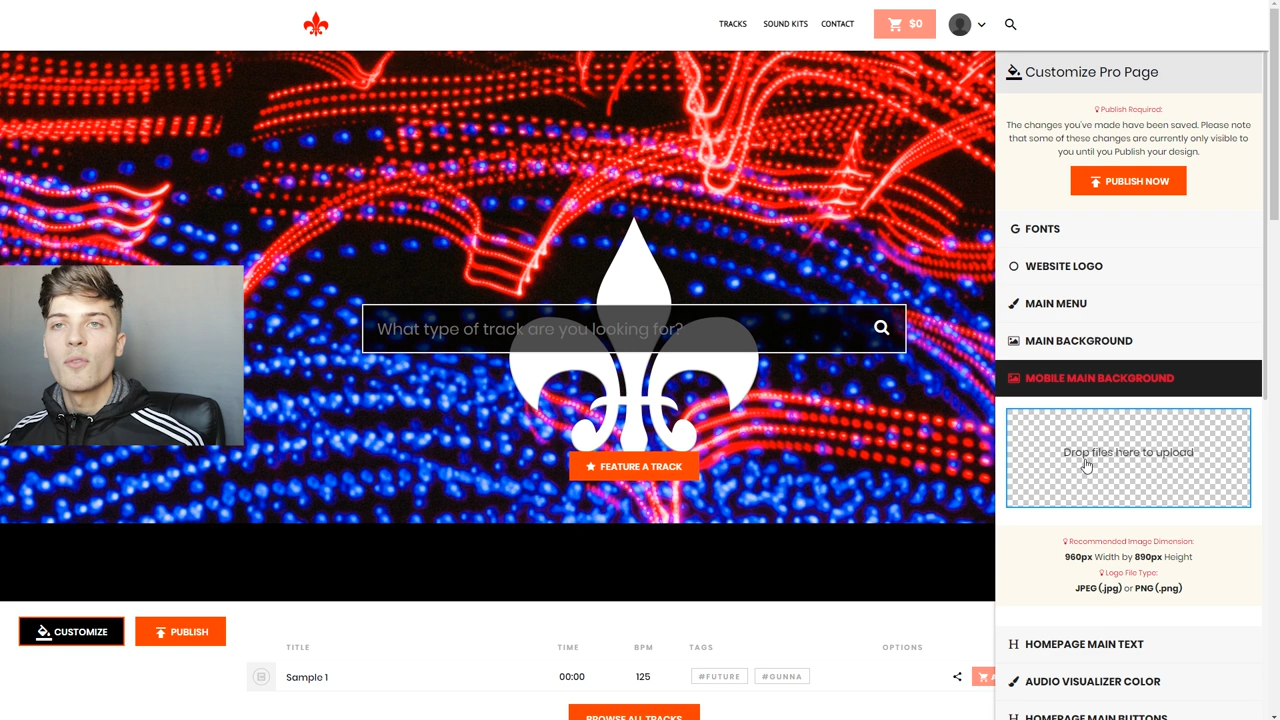 TRACKS SOUND KITS CONTACT $0
Customize Pro Page
Publish Required:
The changes you've made have been saved. Please note
that some of these changes are currently only visible to
you until you Publish your design.
PUBLISH NOW
G FONTS
WEBSITE LOGO
MAIN MENU
What type of track are you looking for?
MAIN BACKGROUND
MOBILE MAIN BACKGROUND
Drop files here to upload
FEATURE A TRACK
Recommended Image Dimension:
960px Width by 890px Height
Logo File Type:
JPEG (.jpg) or PNG (.png)
CUSTOMIZE PUBLISH
TITLE TIME BPM TAGS OPTIONS
H HOMEPAGE MAIN TEXT
Sample 1 00:00 125 #FUTURE #GUNNA
AUDIO VISUALIZER COLOR
BROWSE ALL TRACKS
HOMEPAGE MAIN BUTTONS